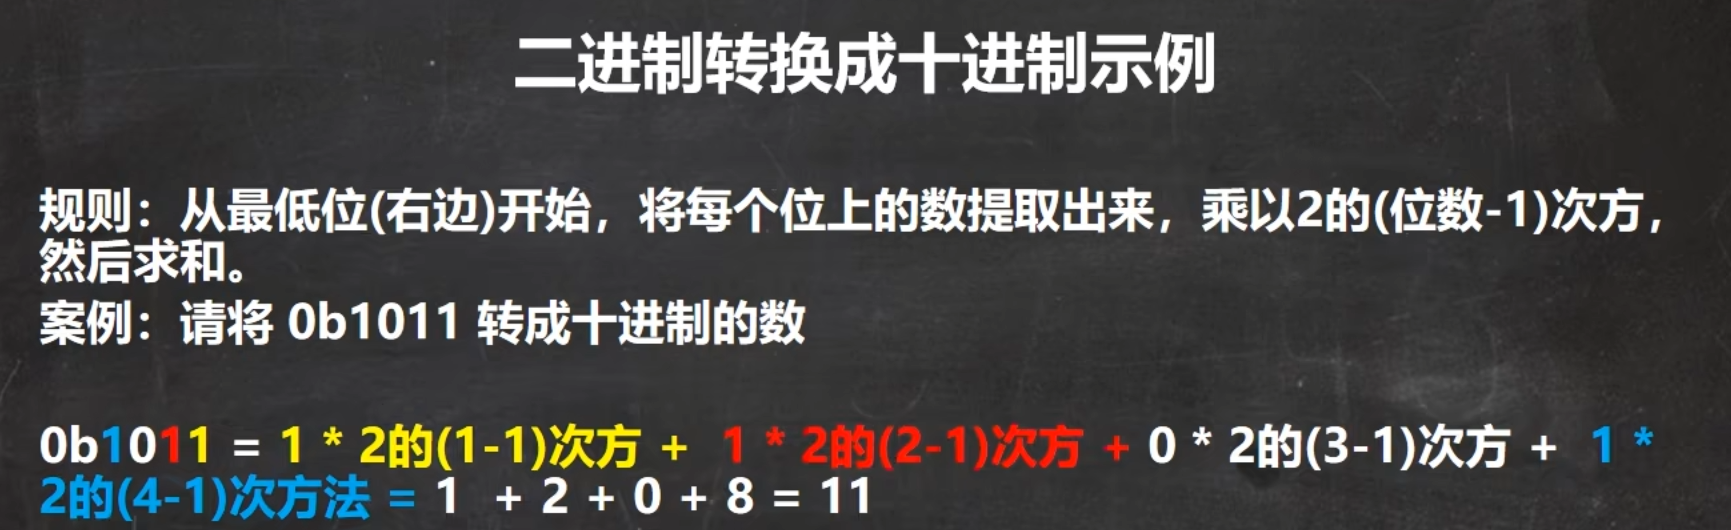 二进制转换成十进制示例
规则：从最低位(右边)开始，将每个位上的数提取出来，乘以2的(位数-1)次方，
然后求和。
案例：请将 0b1011 转成十进制的数
0b1011 = 1 * 2的(1-1)次方 + 1 * 2的(2-1)次方 + 0 * 2的(3-1)次方 + 1 *
2的(4-1)次方法 = 1 + 2 + 0 + 8 = 11